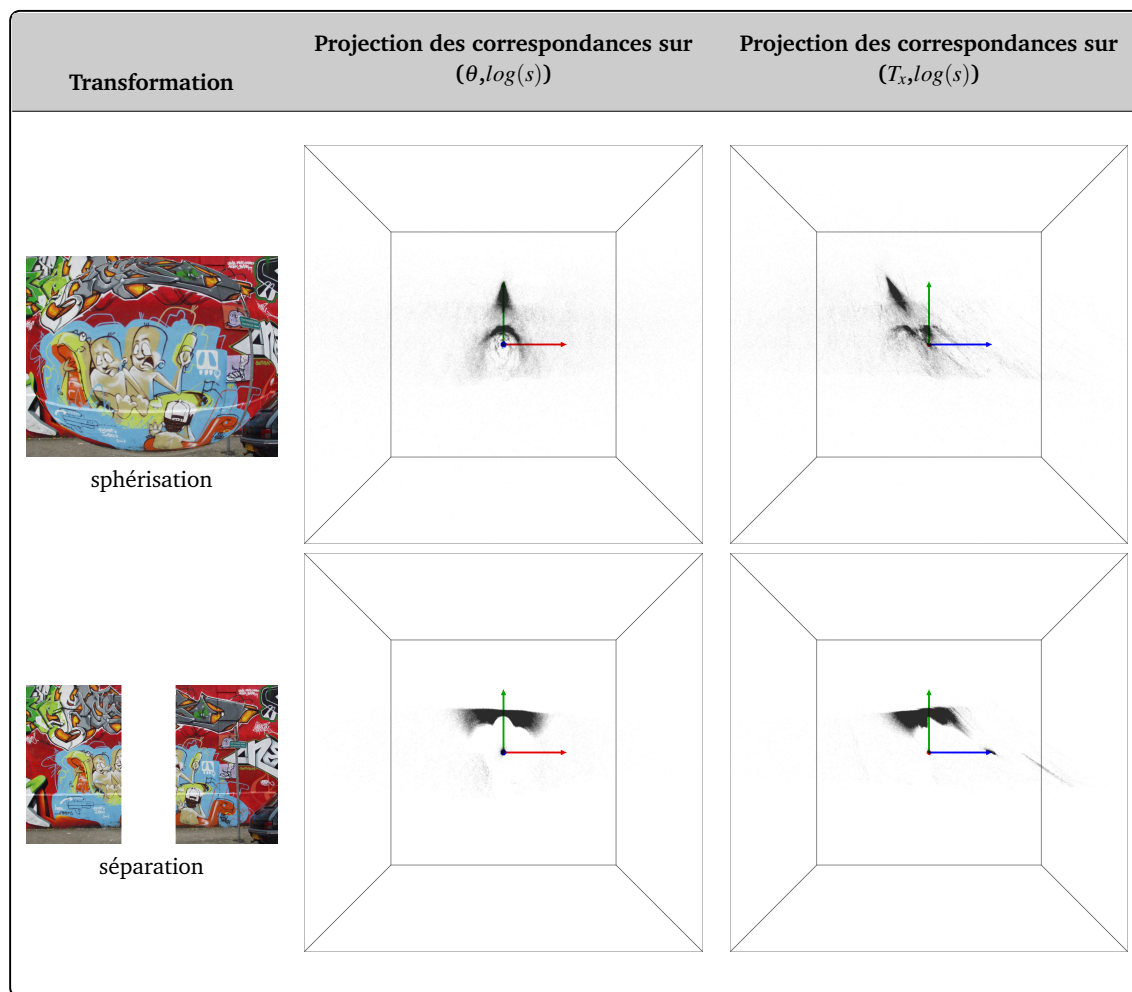 Transformation
Projection des correspondances sur
(θ,log(s))
Projection des correspondances sur
(Tₓ,log(s))
sphérisation
séparation